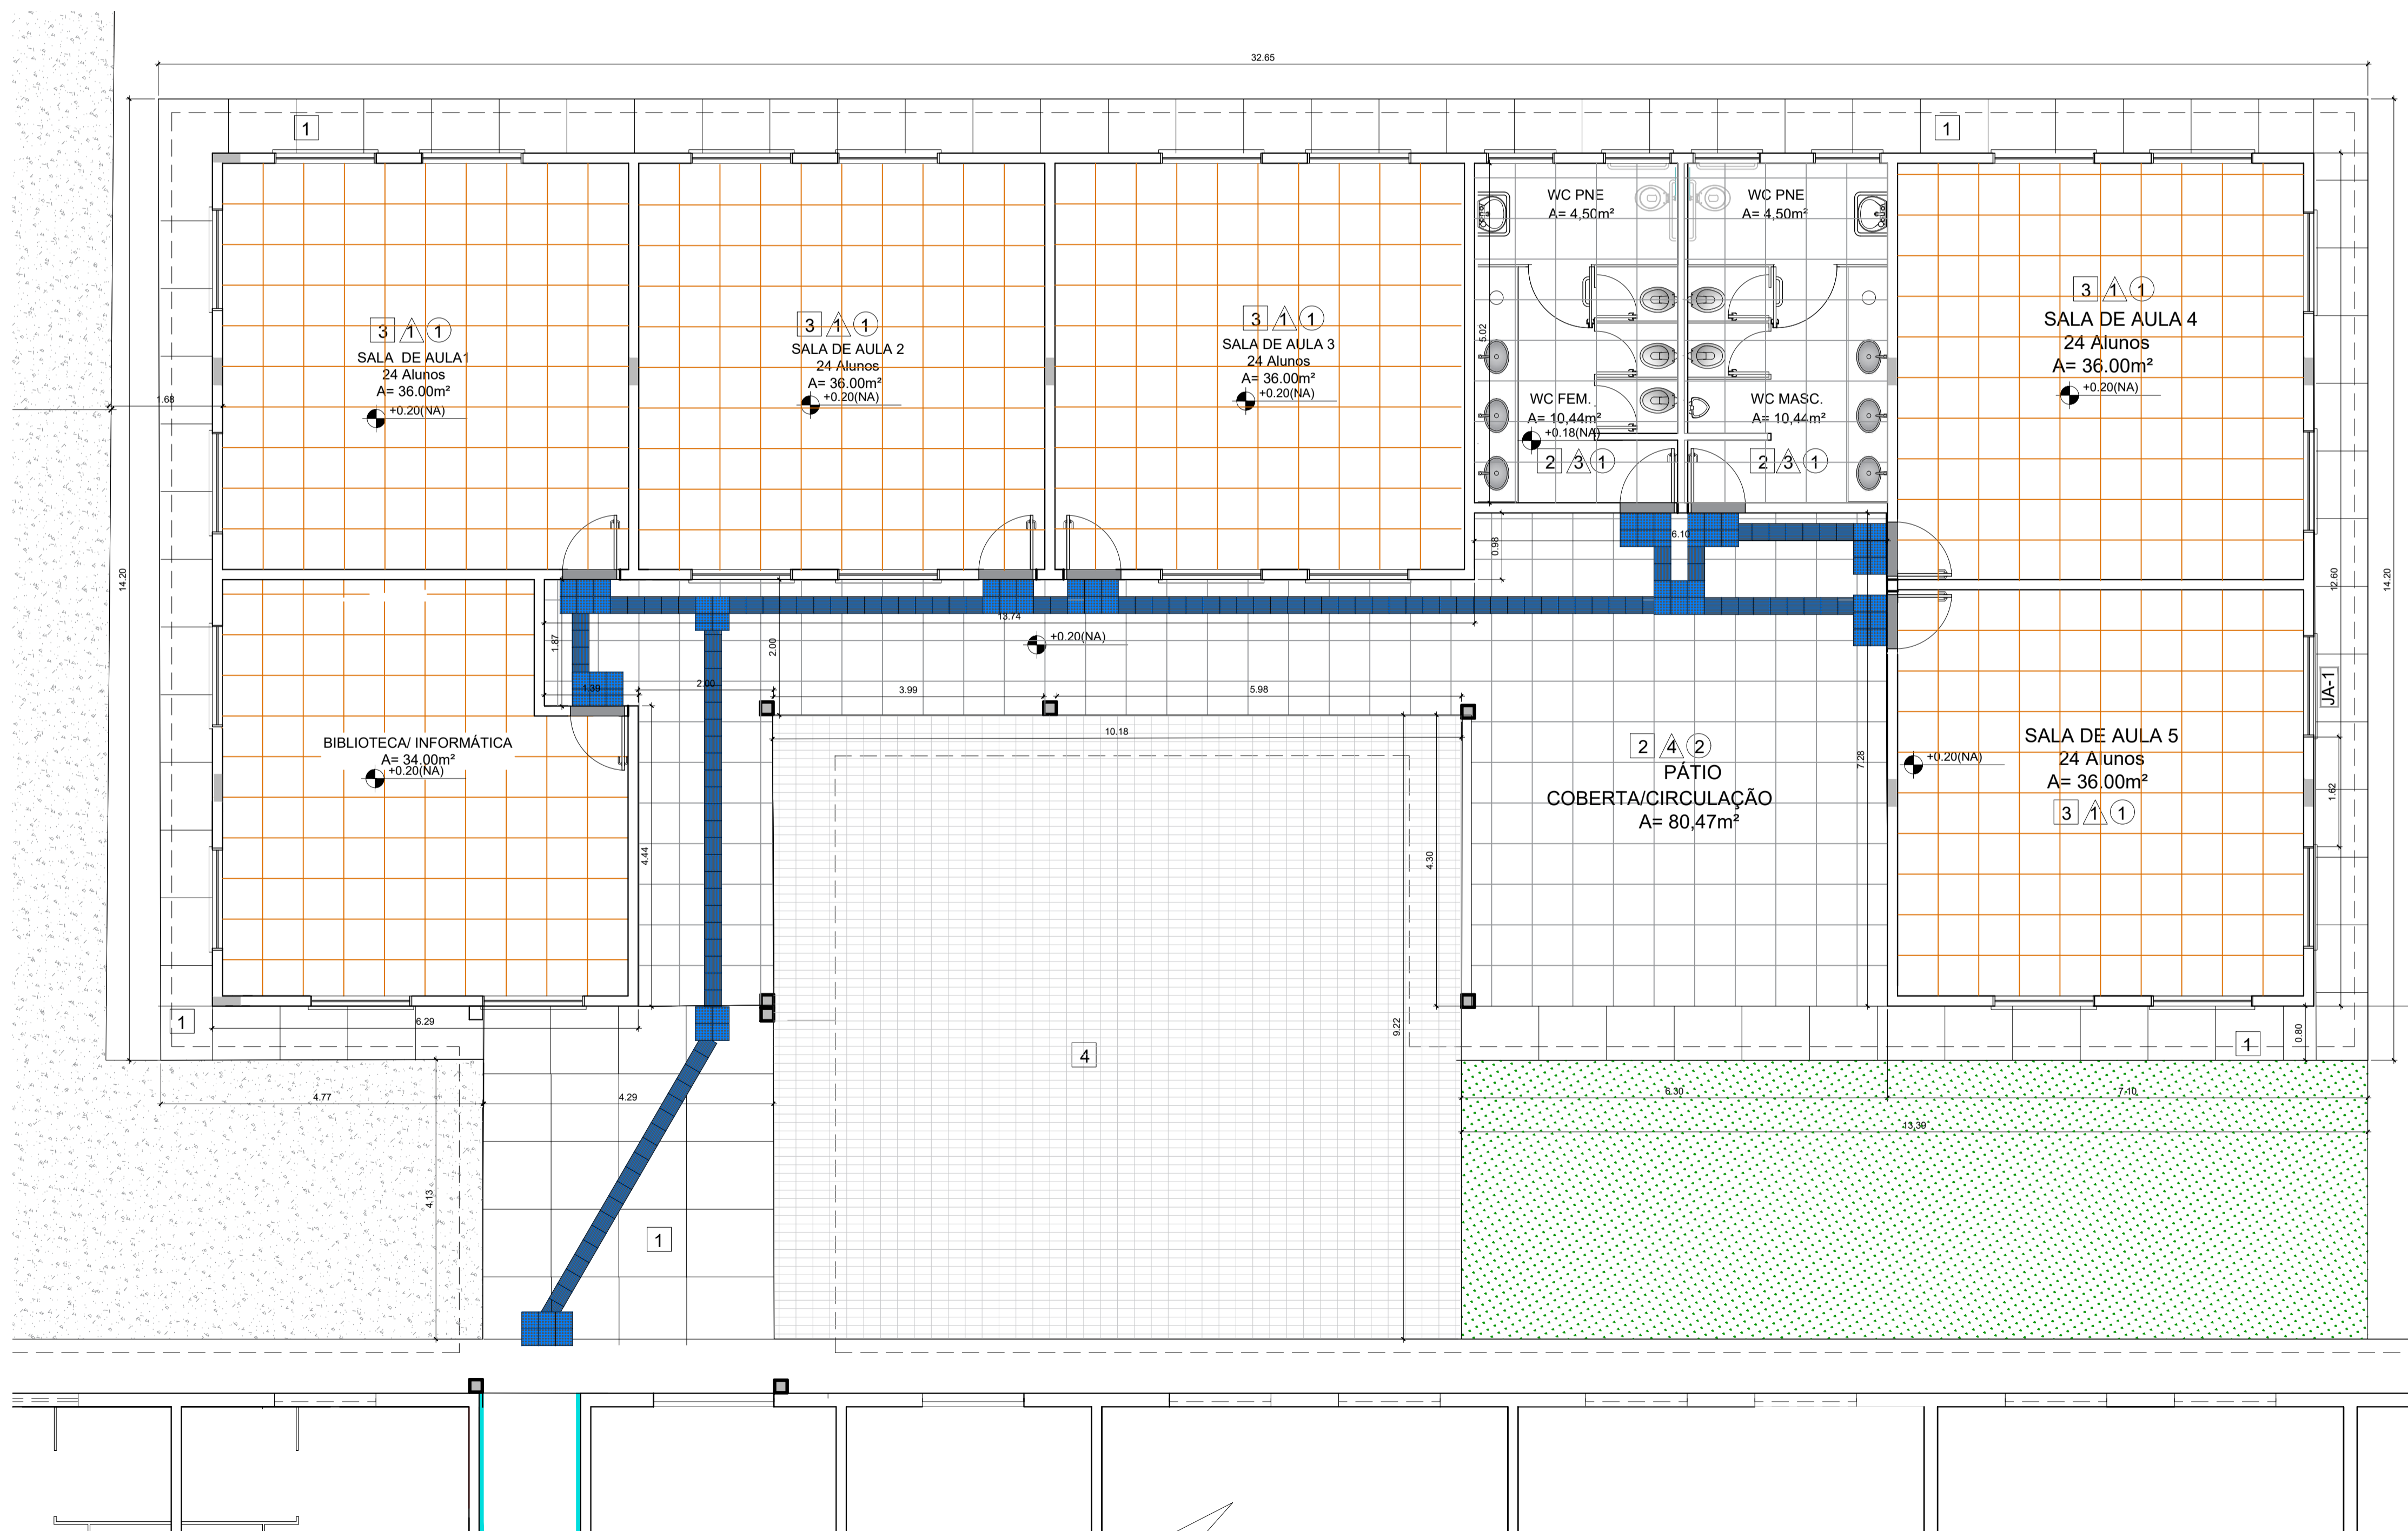 32.65
1
1
WC PNE
A= 4,50m²
WC PNE
A= 4,50m²
3 1 1
SALA DE AULA1
24 Alunos
A= 36.00m²
+0.20(NA)
3 1 1
SALA DE AULA 2
24 Alunos
A= 36.00m²
+0.20(NA)
3 1 1
SALA DE AULA 3
24 Alunos
A= 36.00m²
+0.20(NA)
5.02
WC FEM.
A= 10,44m²
+0.18(NA)
2 3 1
WC MASC.
A= 10,44m²
2 3 1
3 1 1
SALA DE AULA 4
24 Alunos
A= 36.00m²
+0.20(NA)
1.68
14.20
0.98
6.10
12.60
14.20
13.74
1.87
2.00
+0.20(NA)
1.39
2.00
3.99
5.98
JA-1
10.18
BIBLIOTECA/ INFORMÁTICA
A= 34.00m²
+0.20(NA)
2 4 2
PÁTIO
COBERTA/CIRCULAÇÃO
A= 80,47m²
7.28
+0.20(NA)
SALA DE AULA 5
24 Alunos
A= 36.00m²
3 1 1
1.62
4.44
4.30
1
6.29
9.22
4
0.80
1
4.77
4.29
6.30
7.10
13.39
4.13
1